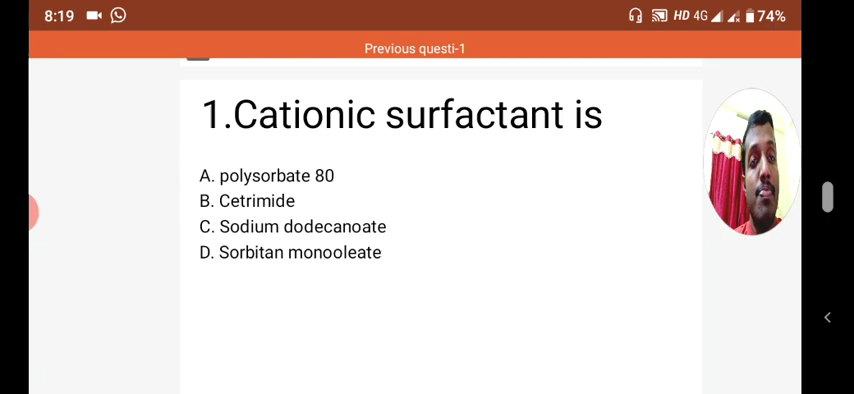 8:19 HD 4G 74%
Previous questi-1
1.Cationic surfactant is
A. polysorbate 80
B. Cetrimide
C. Sodium dodecanoate
D. Sorbitan monooleate